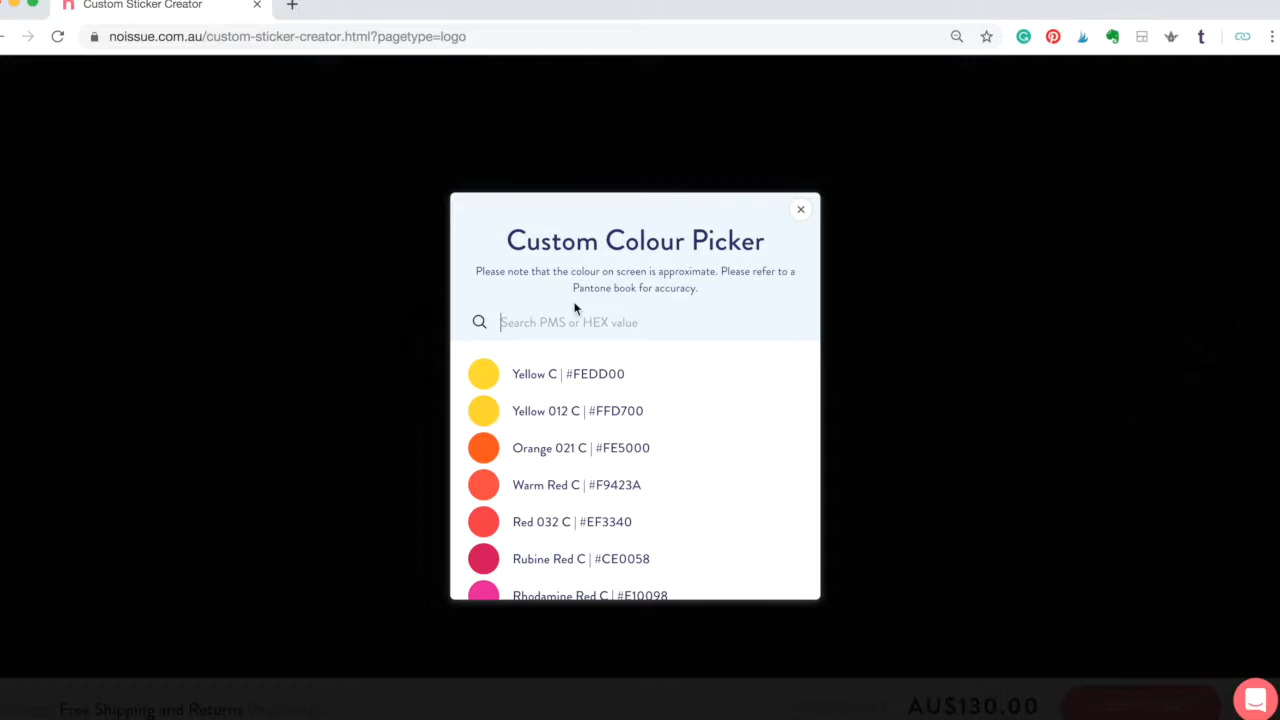 Custom Sticker Creator
noissue.com.au/custom-sticker-creator.html?pagetype=logo
Custom Colour Picker
Please note that the colour on screen is approximate. Please refer to a
Pantone book for accuracy.
Search PMS or HEX value
Yellow C | #FEDD00
Yellow 012 C | #FFD700
Orange 021 C | #FE5000
Warm Red C | #F9423A
Red 032 C | #EF3340
Rubine Red C | #CE0058
Rhodamine Red C | #E10098
Free Shipping and Returns
AU$130.00